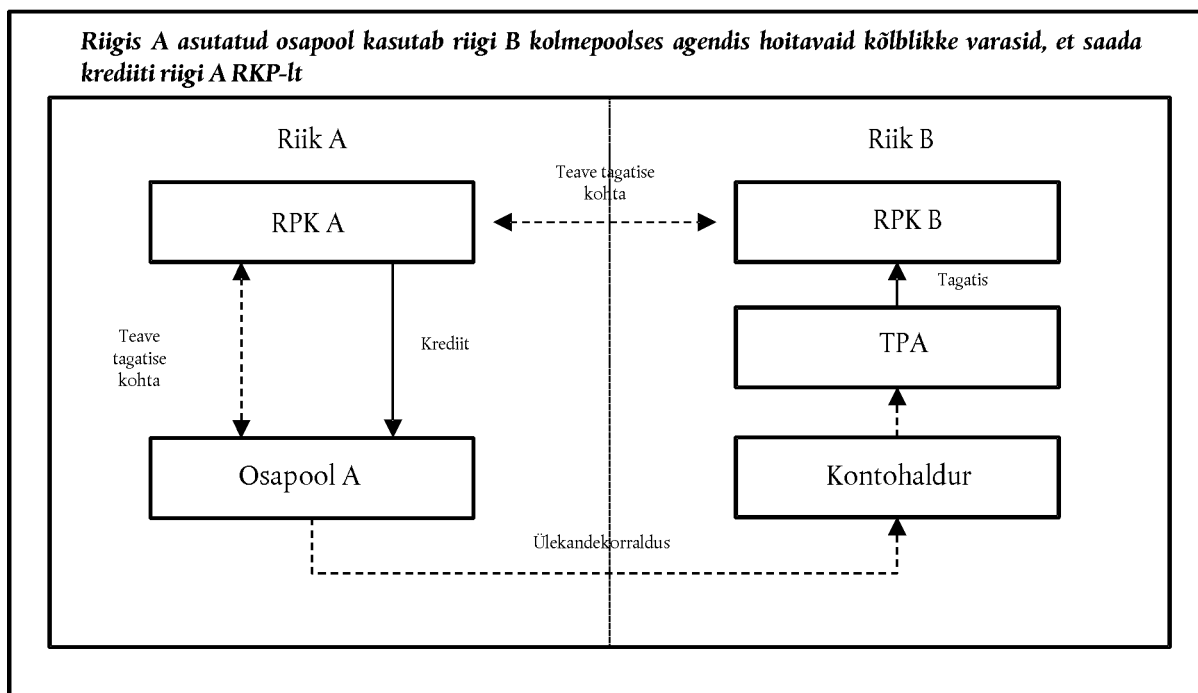 Riigis A asutatud osapool kasutab riigi B kolmepoolses agendis hoitavaid kõlblikke varasid, et saada
krediiti riigi A RKP-lt
Riik A
Riik B
Teave tagatise
kohta
RPK A
RPK B
Tagatis
Teave
tagatise
kohta
Krediit
TPA
Osapool A
Kontohaldur
Ülekandekorraldus